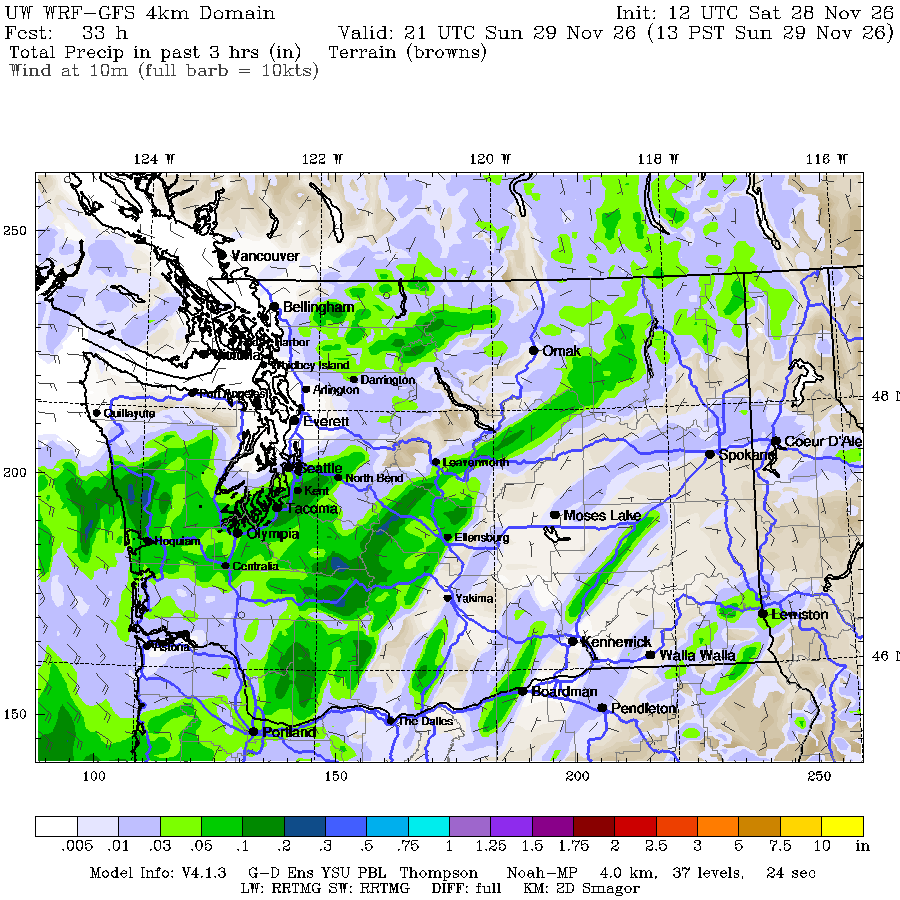 UW WRF-GFS 4km Domain Init: 12 UTC Sat 28 Nov 26
Fcst: 33 h Valid: 21 UTC Sun 29 Nov 26 (13 PST Sun 29 Nov 26)
Total Precip in past 3 hrs (in) Terrain (browns)
Wind at 10m (full barb = 10kts)
124 W 122 W 120 W 118 W 116 W
250
Vancouver
Bellingham
Harbor
Victoria
Omak
Whidbey Island
Darrington
Port Angeles
Arlington
48 N
Quillayute
Everett
Coeur D'Ale
Spokane
Leavenworth
200
Seattle
North Bend
Kent
Tacoma
Moses Lake
Olympia
Hoquiam
Ellensburg
Centralia
Yakima
Lewiston
Kennewick
Astoria
Walla Walla
46 N
Boardman
Pendleton
150
The Dalles
Portland
100 150 200 250
.005 .01 .03 .05 .1 .2 .3 .5 .75 1 1.25 1.5 1.75 2 2.5 3 5 7.5 10 in
Model Info: V4.1.3 G-D Ens YSU PBL Thompson Noah-MP 4.0 km, 37 levels, 24 sec
LW: RRTMG SW: RRTMG DIFF: full KM: 2D Smagor